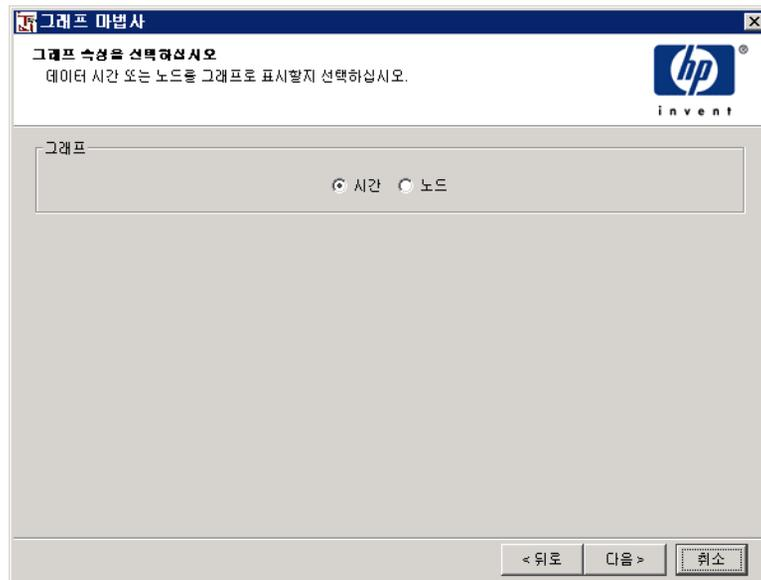 그래프 마법사
그래프 속성을 선택하십시오
데이터 시간 또는 노드를 그래프로 표시할지 선택하십시오.
hp
®
invent
그래프
시간 노드
< 뒤로 다음 > 취소